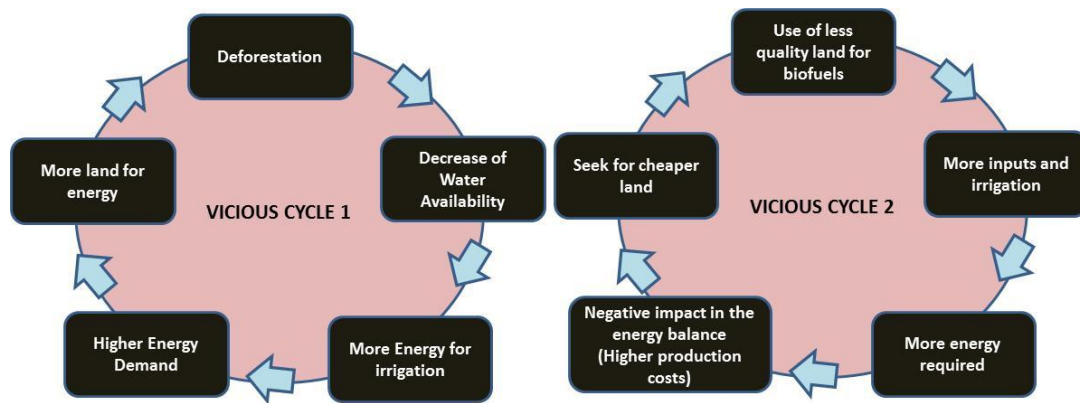 Deforestation
Decrease of
Water
Availability
More Energy for
irrigation
Higher Energy
Demand
More land for
energy
VICIOUS CYCLE 1
Use of less
quality land for
biofuels
More inputs and
irrigation
More energy
required
Negative impact in the
energy balance
(Higher production
costs)
Seek for cheaper
land
VICIOUS CYCLE 2